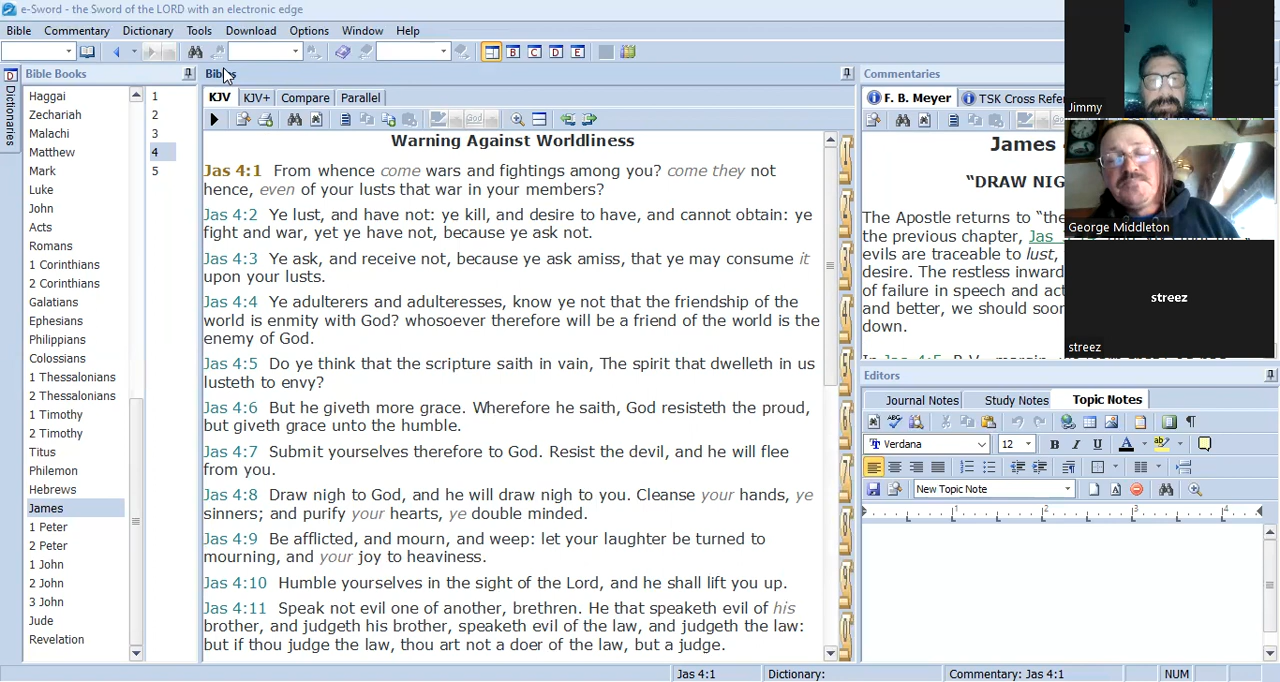 e-Sword - the Sword of the LORD with an electronic edge
Bible Commentary Dictionary Tools Download Options Window Help
B C D E
D Bible Books
Dictionaries
Haggai
Zechariah
Malachi
Matthew
Mark
Luke
John
Acts
Romans
1 Corinthians
2 Corinthians
Galatians
Ephesians
Philippians
Colossians
1 Thessalonians
2 Thessalonians
1 Timothy
2 Timothy
Titus
Philemon
Hebrews
James
1 Peter
2 Peter
1 John
2 John
3 John
Jude
Revelation
1
2
3
4
5
KJV KJV+ Compare Parallel
God
Warning Against Worldliness
Jas 4:1 From whence come wars and fightings among you? come they not
hence, even of your lusts that war in your members?
Jas 4:2 Ye lust, and have not: ye kill, and desire to have, and cannot obtain: ye
fight and war, yet ye have not, because ye ask not.
Jas 4:3 Ye ask, and receive not, because ye ask amiss, that ye may consume it
upon your lusts.
Jas 4:4 Ye adulterers and adulteresses, know ye not that the friendship of the
world is enmity with God? whosoever therefore will be a friend of the world is the
enemy of God.
Jas 4:5 Do ye think that the scripture saith in vain, The spirit that dwelleth in us
lusteth to envy?
Jas 4:6 But he giveth more grace. Wherefore he saith, God resisteth the proud,
but giveth grace unto the humble.
Jas 4:7 Submit yourselves therefore to God. Resist the devil, and he will flee
from you.
Jas 4:8 Draw nigh to God, and he will draw nigh to you. Cleanse your hands, ye
sinners; and purify your hearts, ye double minded.
Jas 4:9 Be afflicted, and mourn, and weep: let your laughter be turned to
mourning, and your joy to heaviness.
Jas 4:10 Humble yourselves in the sight of the Lord, and he shall lift you up.
Jas 4:11 Speak not evil one of another, brethren. He that speaketh evil of his
brother, and judgeth his brother, speaketh evil of the law, and judgeth the law:
but if thou judge the law, thou art not a doer of the law, but a judge.
1
2
3
4
5
6
7
8
9
0
Commentaries
F. B. Meyer TSK Cross Refer
James
“DRAW NIG
The Apostle returns to “the
the previous chapter, Jas
evils are traceable to lust,
desire. The restless inward
of failure in speech and act
and better, we should soon
down.
Jimmy
George Middleton
streez
streez
Editors
Journal Notes Study Notes Topic Notes
ABC
Verdana 12 B I U A ab
New Topic Note A
1 2 3 4
Jas 4:1 Dictionary: Commentary: Jas 4:1 NUM